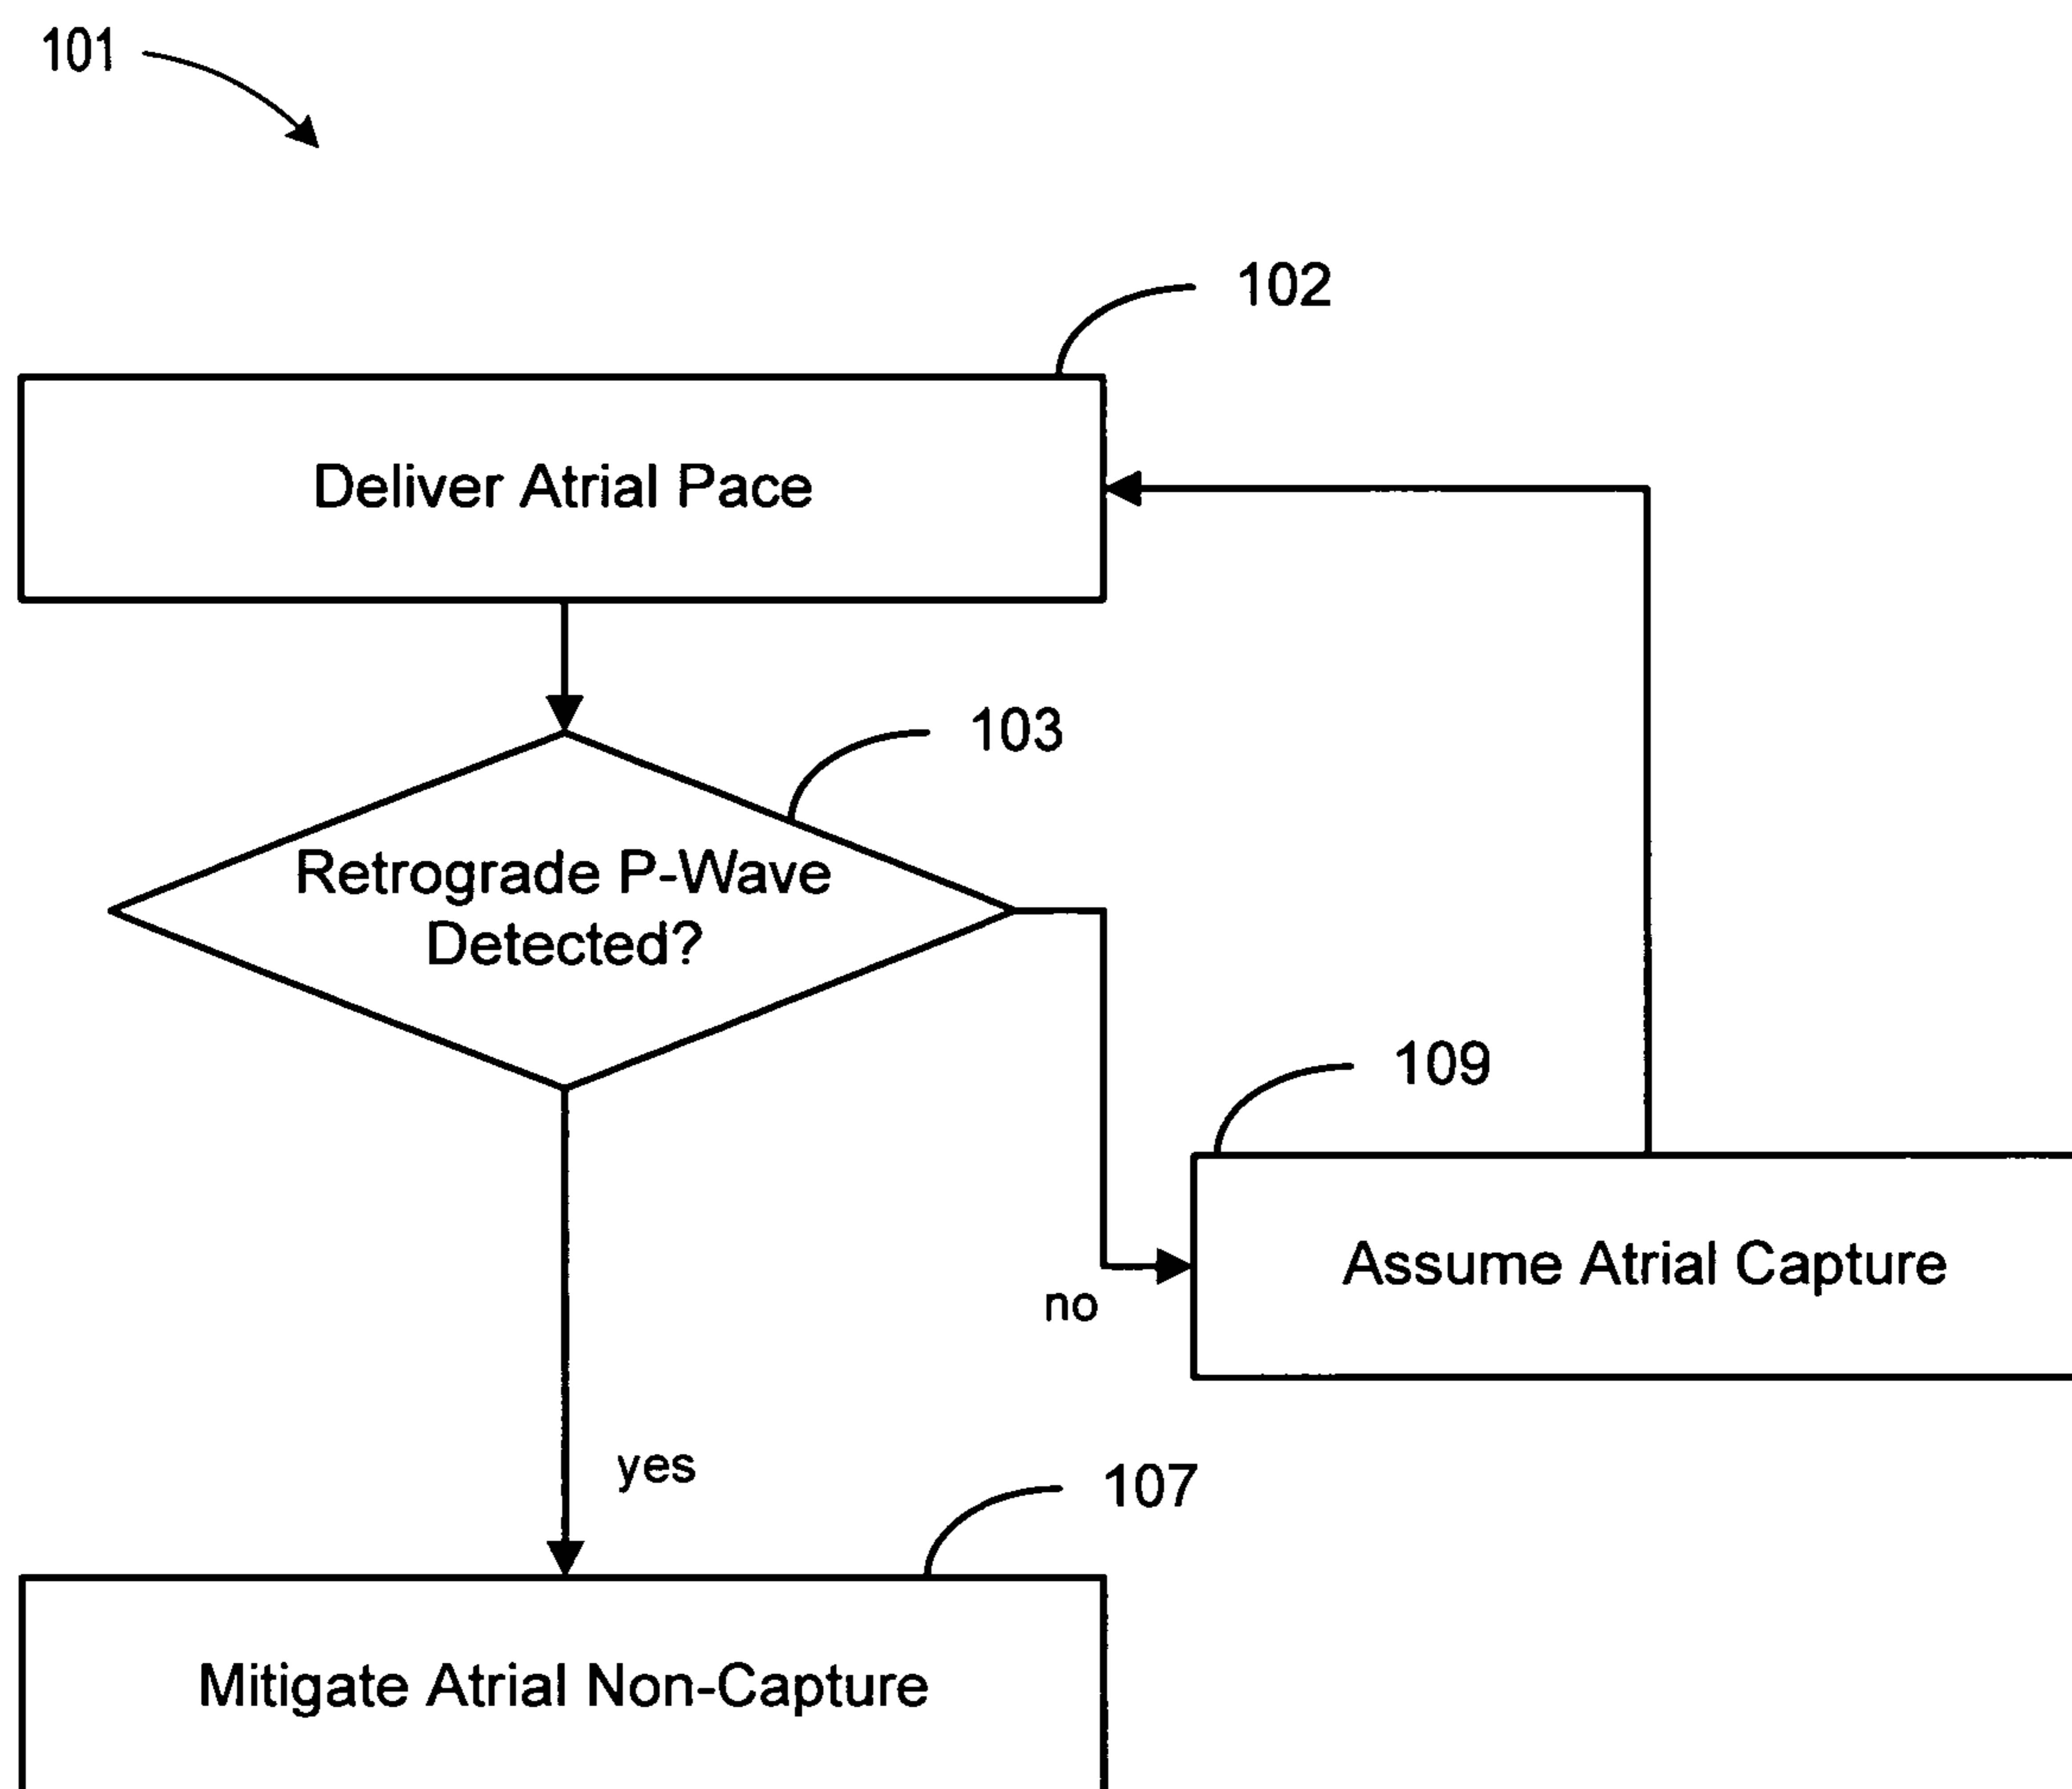 101
102
Deliver Atrial Pace
103
Retrograde P-Wave
Detected?
109
Assume Atrial Capture
no
yes
107
Mitigate Atrial Non-Capture